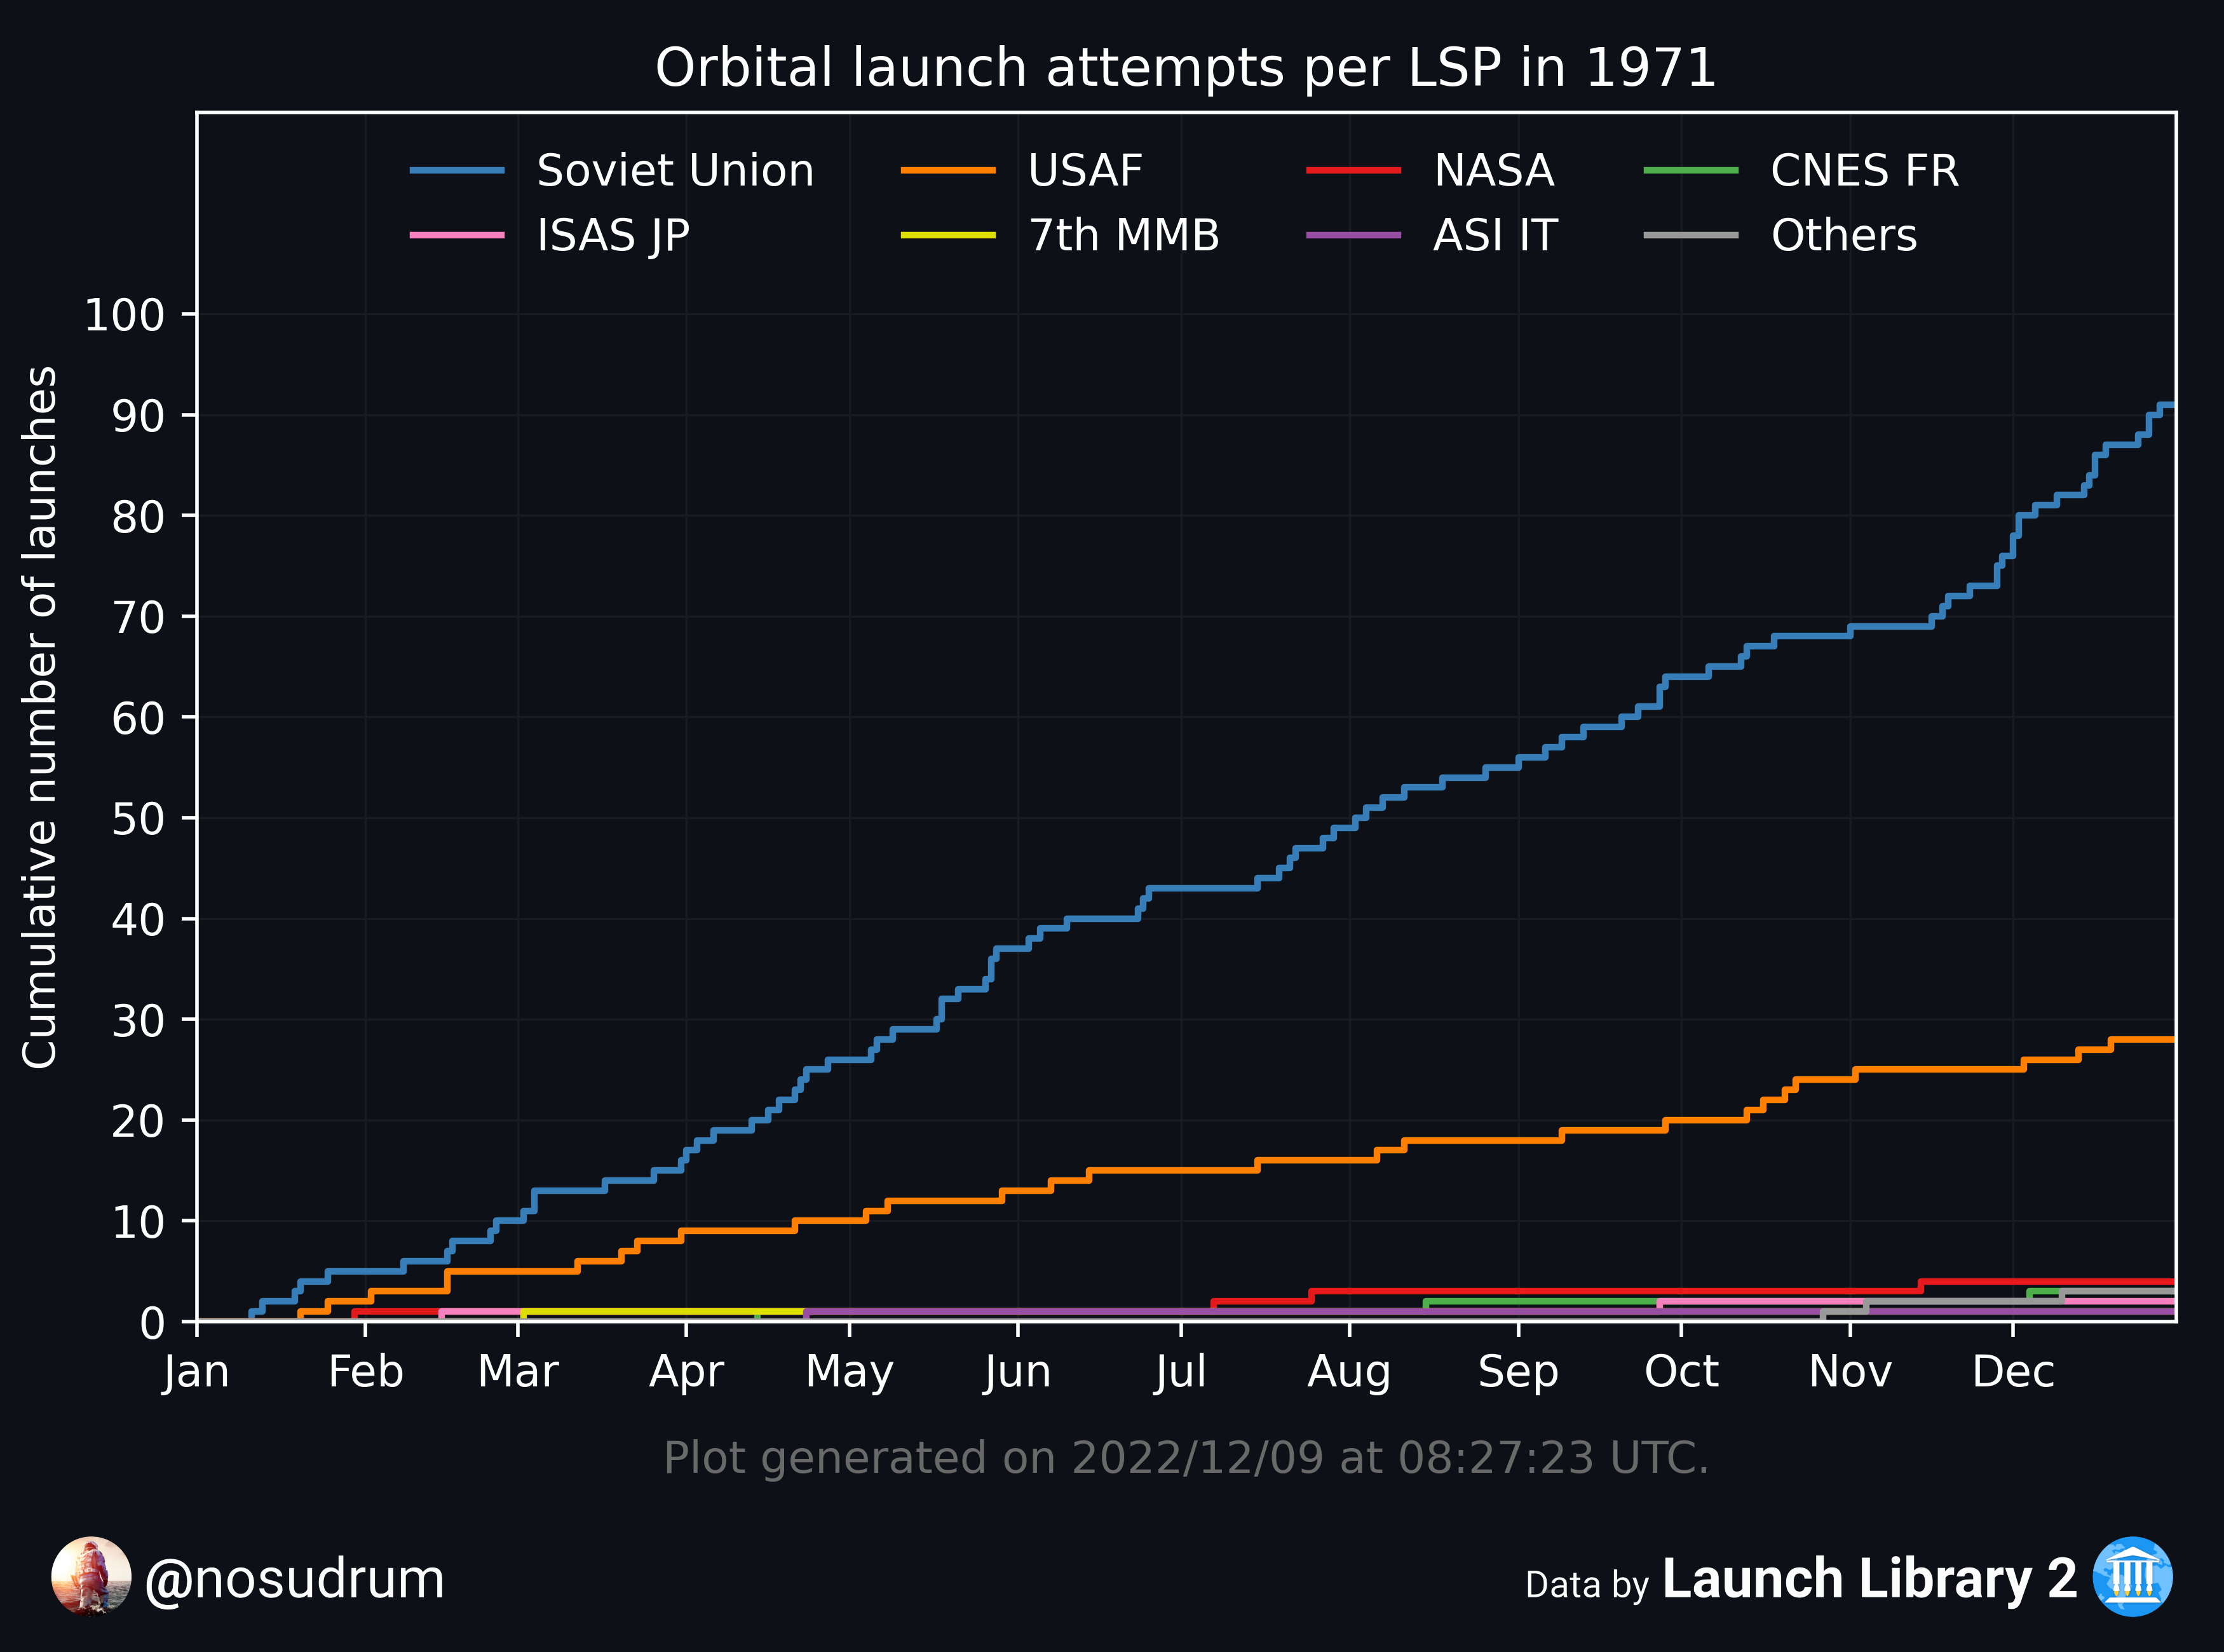 Orbital launch attempts per LSP in 1971
Soviet Union USAF NASA CNES FR
ISAS JP 7th MMB ASI IT Others
Cumulative number of launches
100
90
80
70
60
50
40
30
20
10
0
Jan Feb Mar Apr May Jun Jul Aug Sep Oct Nov Dec
Plot generated on 2022/12/09 at 08:27:23 UTC.
@nosudrum
Data by Launch Library 2